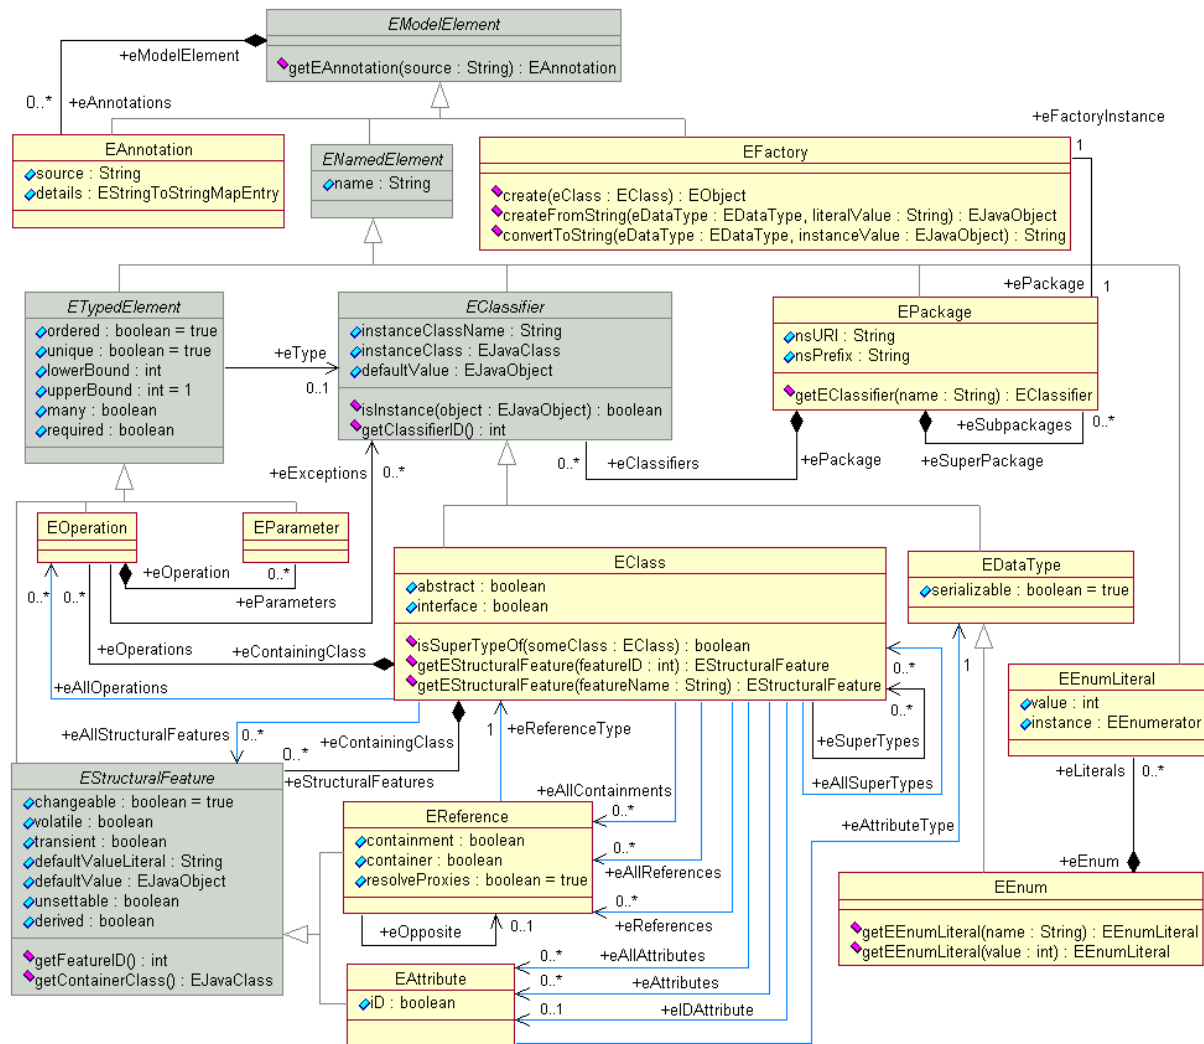 EModelElement
getEAnnotation(source : String) : EAnnotation
+eModelElement
0..*
+eAnnotations
EAnnotation
source : String
details : EStringToStringMapEntry
ENamedElement
name : String
+eFactoryInstance
1
EFactory
create(eClass : EClass) : EObject
createFromString(eDataType : EDataType, literalValue : String) : EJavaObject
convertToString(eDataType : EDataType, instanceValue : EJavaObject) : String
+ePackage
1
ETypedElement
ordered : boolean = true
unique : boolean = true
lowerBound : int
upperBound : int = 1
many : boolean
required : boolean
+eType
0..1
EClassifier
instanceClassName : String
instanceClass : EJavaClass
defaultValue : EJavaObject
isInstance(object : EJavaObject) : boolean
getClassifierID() : int
EPackage
nsURI : String
nsPrefix : String
getEClassifier(name : String) : EClassifier
+eSubpackages
0..*
+eSuperPackage
+ePackage
0..*
+eClassifiers
+eExceptions
0..*
EOperation
EParameter
+eOperation
0..*
+eParameters
0..*
0..*
+eOperations
+eContainingClass
+eAllOperations
EClass
abstract : boolean
interface : boolean
isSuperTypeOf(someClass : EClass) : boolean
getEStructuralFeature(featureID : int) : EStructuralFeature
getEStructuralFeature(featureName : String) : EStructuralFeature
0..*
0..*
+eSuperTypes
+eAllSuperTypes
EDataType
serializable : boolean = true
1
+eAttributeType
EEnumLiteral
value : int
instance : EEnumerator
+eLiterals
0..*
+eEnum
EEnum
getEEnumLiteral(name : String) : EEnumLiteral
getEEnumLiteral(value : int) : EEnumLiteral
+eAllStructuralFeatures
0..*
+eContainingClass
0..*
+eStructuralFeatures
1
+eReferenceType
EStructuralFeature
changeable : boolean = true
volatile : boolean
transient : boolean
defaultValueLiteral : String
defaultValue : EJavaObject
unsettable : boolean
derived : boolean
getFeatureID() : int
getContainerClass() : EJavaClass
+eAllContainments
0..*
EReference
containment : boolean
container : boolean
resolveProxies : boolean = true
0..*
+eAllReferences
0..*
+eReferences
0..1
+eOpposite
EAttribute
iD : boolean
0..*
+eAllAttributes
0..*
+eAttributes
0..1
+eIDAttribute